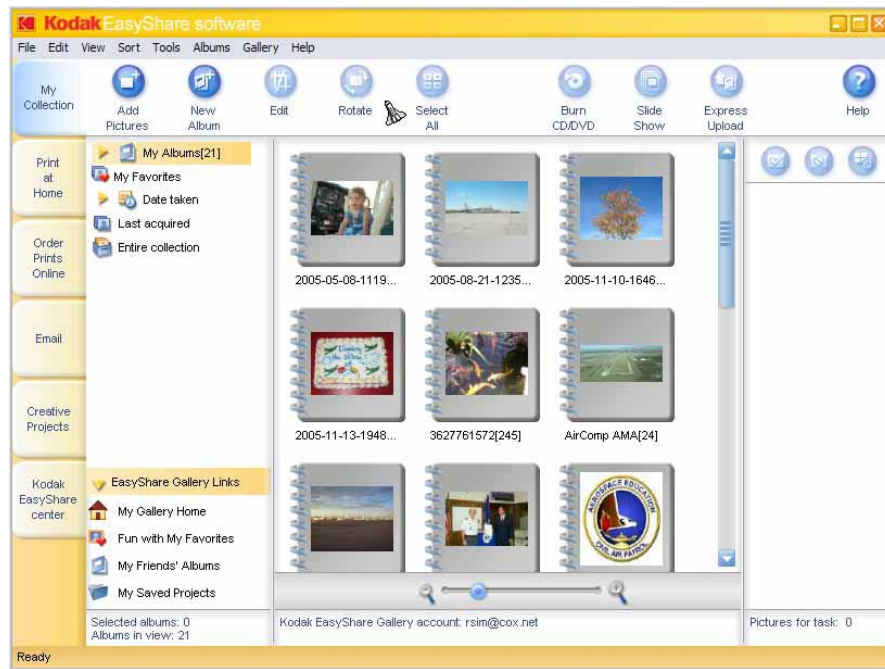 Kodak EasyShare software
File Edit View Sort Tools Albums Gallery Help
My
Collection
Add
Pictures
New
Album
Edit
Rotate
Select
All
Burn
CD/DVD
Slide
Show
Express
Upload
Help
Print
at
Home
Order
Prints
Online
Email
Creative
Projects
Kodak
EasyShare
center
My Albums[21]
My Favorites
Date taken
Last acquired
Entire collection
EasyShare Gallery Links
My Gallery Home
Fun with My Favorites
My Friends' Albums
My Saved Projects
2005-05-08-1119...
2005-08-21-1235...
2005-11-10-1646...
2005-11-13-1948...
3627761572[245]
AirComp AMA[24]
AEROSPACE EDUCATION
CIVIL AIR PATROL
Selected albums: 0
Albums in view: 21
Kodak EasyShare Gallery account: rsim@cox.net
Pictures for task: 0
Ready